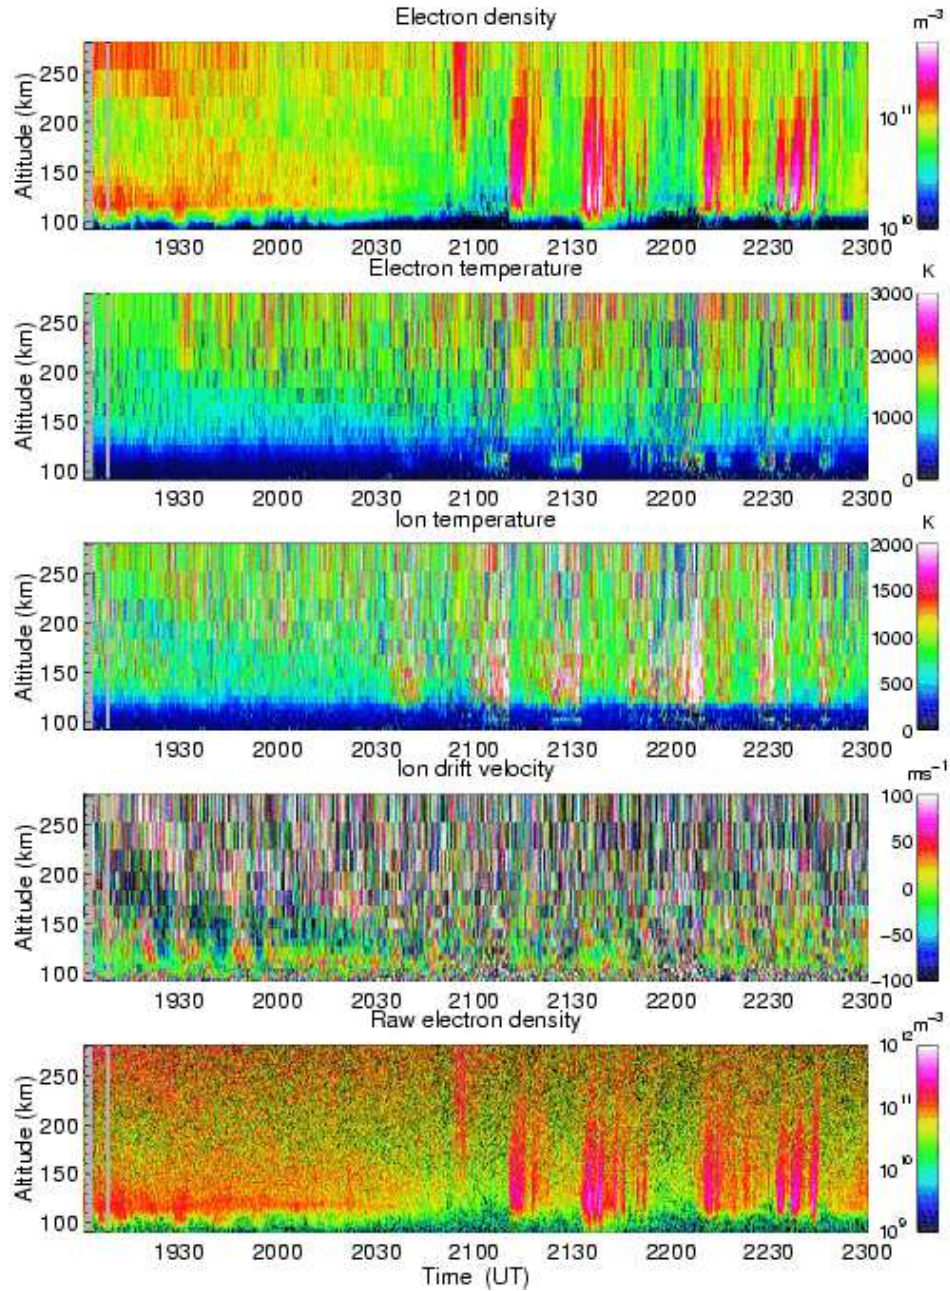 Electron density
m⁻³
Altitude (km)
250
200
150
100
10¹¹
10¹⁰
1930 2000 2030 2100 2130 2200 2230 2300
Electron temperature
K
Altitude (km)
250
200
150
100
3000
2000
1000
0
1930 2000 2030 2100 2130 2200 2230 2300
Ion temperature
K
Altitude (km)
250
200
150
100
2000
1500
1000
500
0
1930 2000 2030 2100 2130 2200 2230 2300
Ion drift velocity
ms⁻¹
Altitude (km)
250
200
150
100
100
50
0
−50
−100
1930 2000 2030 2100 2130 2200 2230 2300
Raw electron density
m⁻³
Altitude (km)
250
200
150
100
10¹²
10¹¹
10¹⁰
10⁹
1930 2000 2030 2100 2130 2200 2230 2300
Time (UT)